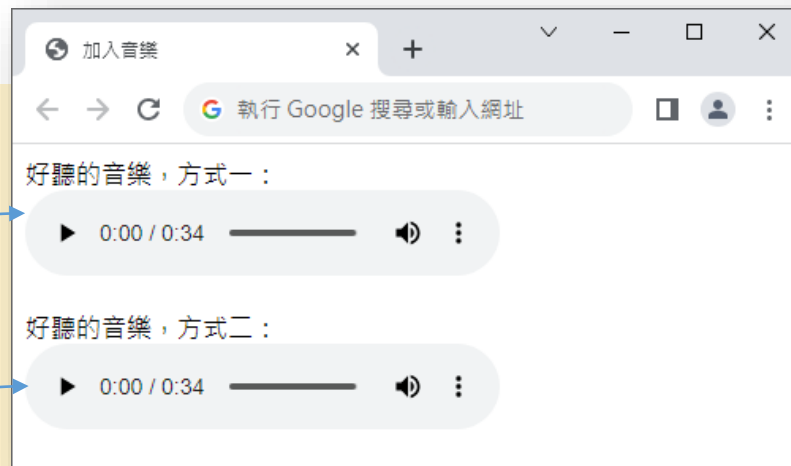 加入音樂
執行 Google 搜尋或輸入網址
好聽的音樂，方式一：
0:00 / 0:34
好聽的音樂，方式二：
0:00 / 0:34